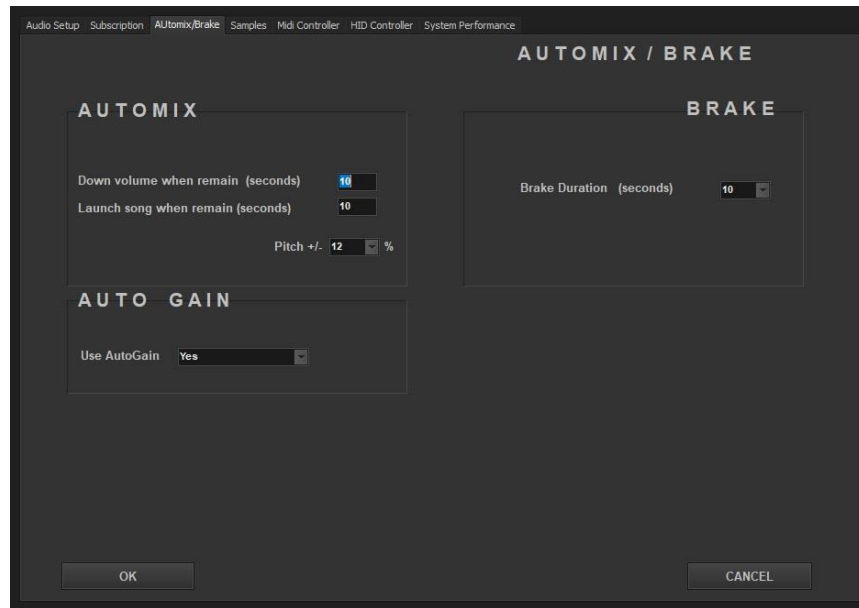 Audio Setup Subscription AUtomix/Brake Samples Midi Controller HID Controller System Performance
AUTOMIX / BRAKE
AUTOMIX
Down volume when remain (seconds) 10
Launch song when remain (seconds) 10
Pitch +/- 12 %
BRAKE
Brake Duration (seconds) 10
AUTO GAIN
Use AutoGain Yes
OK
CANCEL